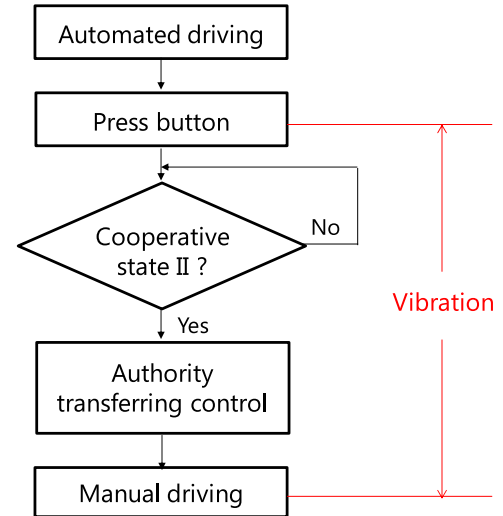 Automated driving
Press button
No
Cooperative
state II ?
Vibration
Yes
Authority
transferring control
Manual driving